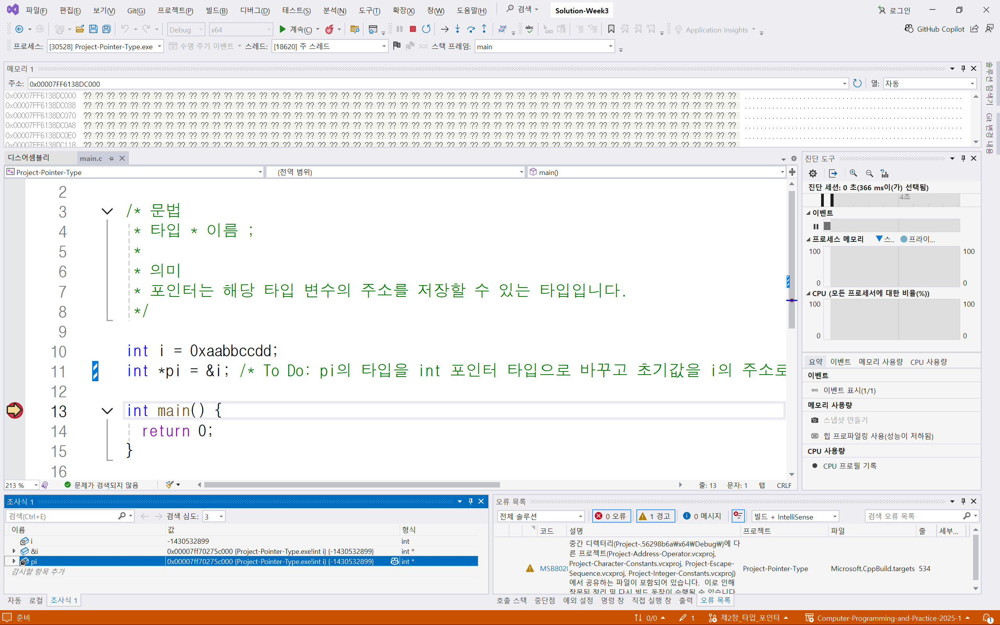 파일(F) 편집(E) 보기(V) Git(G) 프로젝트(P) 빌드(B) 디버그(D) 테스트(S) 분석(N) 도구(T) 확장(X) 창(W) 도움말(H) 검색 Solution-Week3 로그인
Debug x64 계속(C) Application Insights GitHub Copilot
프로세스: [30528] Project-Pointer-Type.exe 수명 주기 이벤트 스레드: [18620] 주 스레드 스택 프레임: main
메모리 1
주소: 0x00007FF6138DC000 열: 자동
0x00007FF6138DC000 ?? ?? ?? ?? ?? ?? ?? ?? ?? ?? ?? ?? ?? ?? ?? ?? ?? ?? ?? ?? ?? ?? ?? ?? ?? ?? ?? ?? ?? ?? ?? ?? ?? ?? ?? ?? ?? ?? ?? ?? ?? ?? ?? ?? ?? ?? ?? ?? ?? ?? ?? ?? ?? ?? ?? ?? ........................................................
0x00007FF6138DC038 ?? ?? ?? ?? ?? ?? ?? ?? ?? ?? ?? ?? ?? ?? ?? ?? ?? ?? ?? ?? ?? ?? ?? ?? ?? ?? ?? ?? ?? ?? ?? ?? ?? ?? ?? ?? ?? ?? ?? ?? ?? ?? ?? ?? ?? ?? ?? ?? ?? ?? ?? ?? ?? ?? ?? ?? ........................................................
0x00007FF6138DC070 ?? ?? ?? ?? ?? ?? ?? ?? ?? ?? ?? ?? ?? ?? ?? ?? ?? ?? ?? ?? ?? ?? ?? ?? ?? ?? ?? ?? ?? ?? ?? ?? ?? ?? ?? ?? ?? ?? ?? ?? ?? ?? ?? ?? ?? ?? ?? ?? ?? ?? ?? ?? ?? ?? ?? ?? ........................................................
0x00007FF6138DC0A8 ?? ?? ?? ?? ?? ?? ?? ?? ?? ?? ?? ?? ?? ?? ?? ?? ?? ?? ?? ?? ?? ?? ?? ?? ?? ?? ?? ?? ?? ?? ?? ?? ?? ?? ?? ?? ?? ?? ?? ?? ?? ?? ?? ?? ?? ?? ?? ?? ?? ?? ?? ?? ?? ?? ?? ?? ........................................................
0x00007FF6138DC0E0 ?? ?? ?? ?? ?? ?? ?? ?? ?? ?? ?? ?? ?? ?? ?? ?? ?? ?? ?? ?? ?? ?? ?? ?? ?? ?? ?? ?? ?? ?? ?? ?? ?? ?? ?? ?? ?? ?? ?? ?? ?? ?? ?? ?? ?? ?? ?? ?? ?? ?? ?? ?? ?? ?? ?? ?? ........................................................
0x00007FF6138DC118 ?? ?? ?? ?? ?? ?? ?? ?? ?? ?? ?? ?? ?? ?? ?? ?? ?? ?? ?? ?? ?? ?? ?? ?? ?? ?? ?? ?? ?? ?? ?? ?? ?? ?? ?? ?? ?? ?? ?? ?? ?? ?? ?? ?? ?? ?? ?? ?? ?? ?? ?? ?? ?? ?? ?? ??
솔루션 탐색기
Git 변경 내용
디스어셈블리 main.c
Project-Pointer-Type (전역 범위) main()
2
3 /* 문법
4 * 타입 * 이름 ;
5 *
6 * 의미
7 * 포인터는 해당 타입 변수의 주소를 저장할 수 있는 타입입니다.
8 */
9
10 int i = 0xaabbccdd;
11 int *pi = &i; /* To Do: pi의 타입을 int 포인터 타입으로 바꾸고 초기값을 i의 주소로
12
13 int main() {
14 return 0;
15 }
16
213 % 문제가 검색되지 않음 줄: 13 문자: 1 탭 CRLF
진단 도구
진단 세션: 0 초(366 ms이(가) 선택됨)
4초
이벤트
프로세스 메모리 스.. 프라이...
100 100
0 0
CPU (모든 프로세서에 대한 비율(%))
100 100
0 0
요약 이벤트 메모리 사용량 CPU 사용량
이벤트
이벤트 표시(1/1)
메모리 사용량
스냅샷 만들기
힙 프로파일링 사용(성능이 저하됨)
CPU 사용량
CPU 프로필 기록
조사식 1
검색(Ctrl+E) 검색 심도: 3
이름 값 형식
i -1430532899 int
&i 0x00007ff70275c000 {Project-Pointer-Type.exe!int i} {-1430532899} int *
pi 0x00007ff70275c000 {Project-Pointer-Type.exe!int i} {-1430532899} int *
감시할 항목 추가
자동 로컬 조사식 1
오류 목록
전체 솔루션 0 오류 1 경고 0 메시지 빌드 + IntelliSense 검색 오류 목록
코드 설명 프로젝트 파일 줄 세부...
중간 디렉터리(Project-.56298b6a₩x64₩Debug₩)에 다
른 프로젝트(Project-Address-Operator.vcxproj,
Project-Character-Constants.vcxproj, Project-Escape-
MSB8028 Sequence.vcxproj, Project-Integer-Constants.vcxproj) Project-Pointer-Type Microsoft.CppBuild.targets 534
에서 공유하는 파일이 포함되어 있습니다. 이로 인해
잘못된 정리 및 다시 빌드 동작이 수행될 수 있습니다
호출 스택 중단점 예외 설정 명령 창 직접 실행 창 출력 오류 목록
준비 0/0 1 제2장_타입_포인터 Computer-Programming-and-Practice-2025-1 1